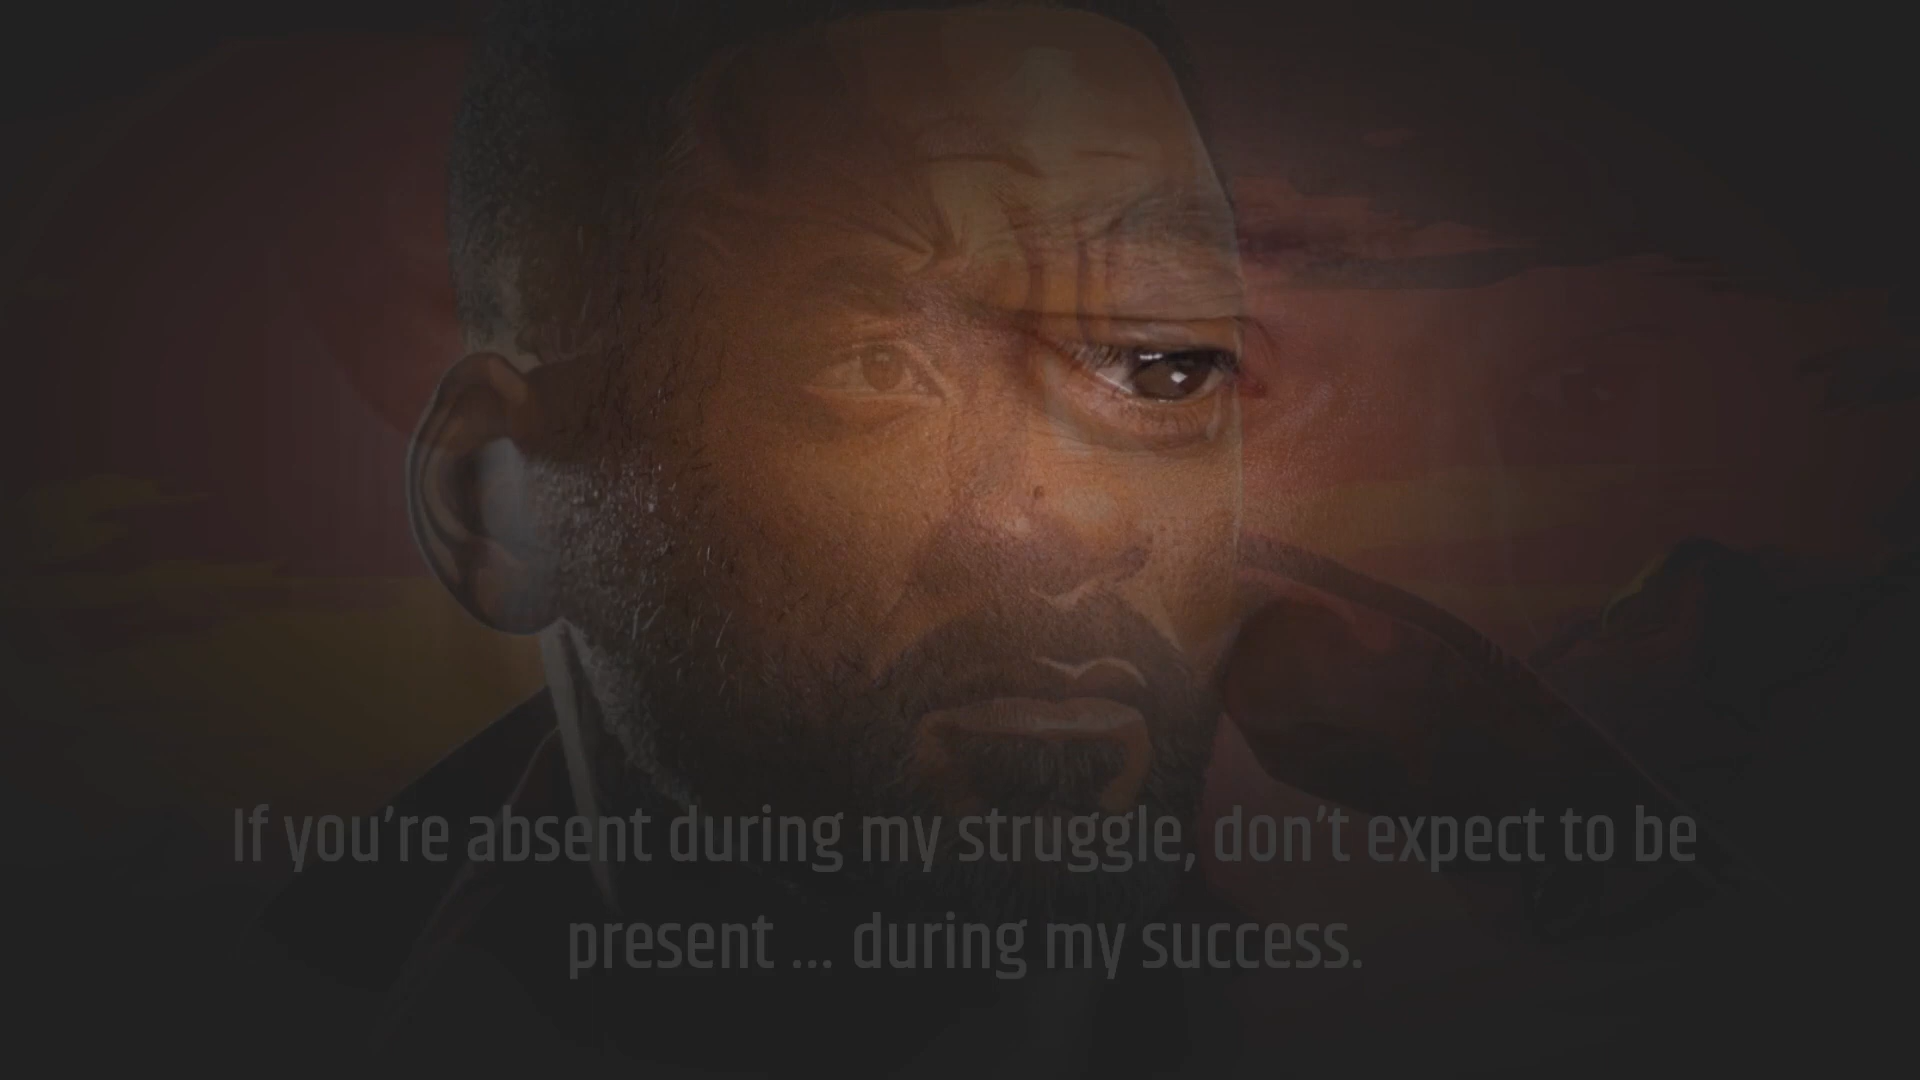 If you’re absent during my struggle, don’t expect to be
present ... during my success.